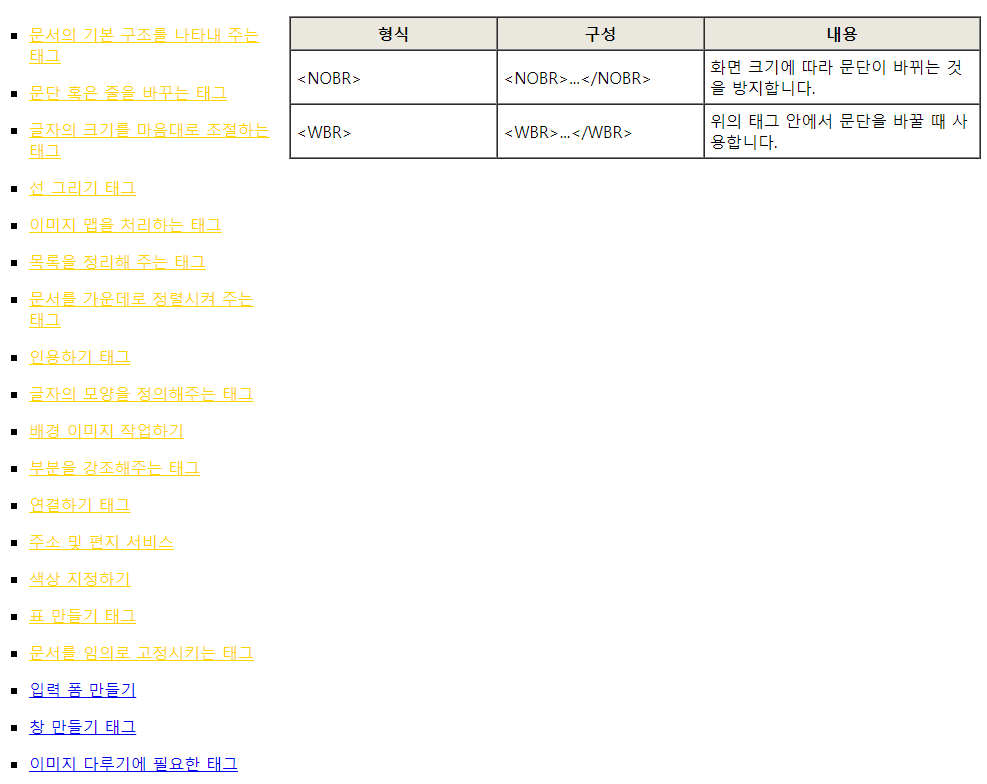 문서의 기본 구조를 나타내 주는
태그
문단 혹은 줄을 바꾸는 태그
글자의 크기를 마음대로 조절하는
태그
선 그리기 태그
이미지 맵을 처리하는 태그
목록을 정리해 주는 태그
문서를 가운데로 정렬시켜 주는
태그
인용하기 태그
글자의 모양을 정의해주는 태그
배경 이미지 작업하기
부분을 강조해주는 태그
연결하기 태그
주소 및 편지 서비스
색상 지정하기
표 만들기 태그
문서를 임의로 고정시키는 태그
입력 폼 만들기
창 만들기 태그
이미지 다루기에 필요한 태그
형식 구성 내용
<NOBR> <NOBR>...</NOBR> 화면 크기에 따라 문단이 바뀌는 것
을 방지합니다.
<WBR> <WBR>...</WBR> 위의 태그 안에서 문단을 바꿀 때 사
용합니다.